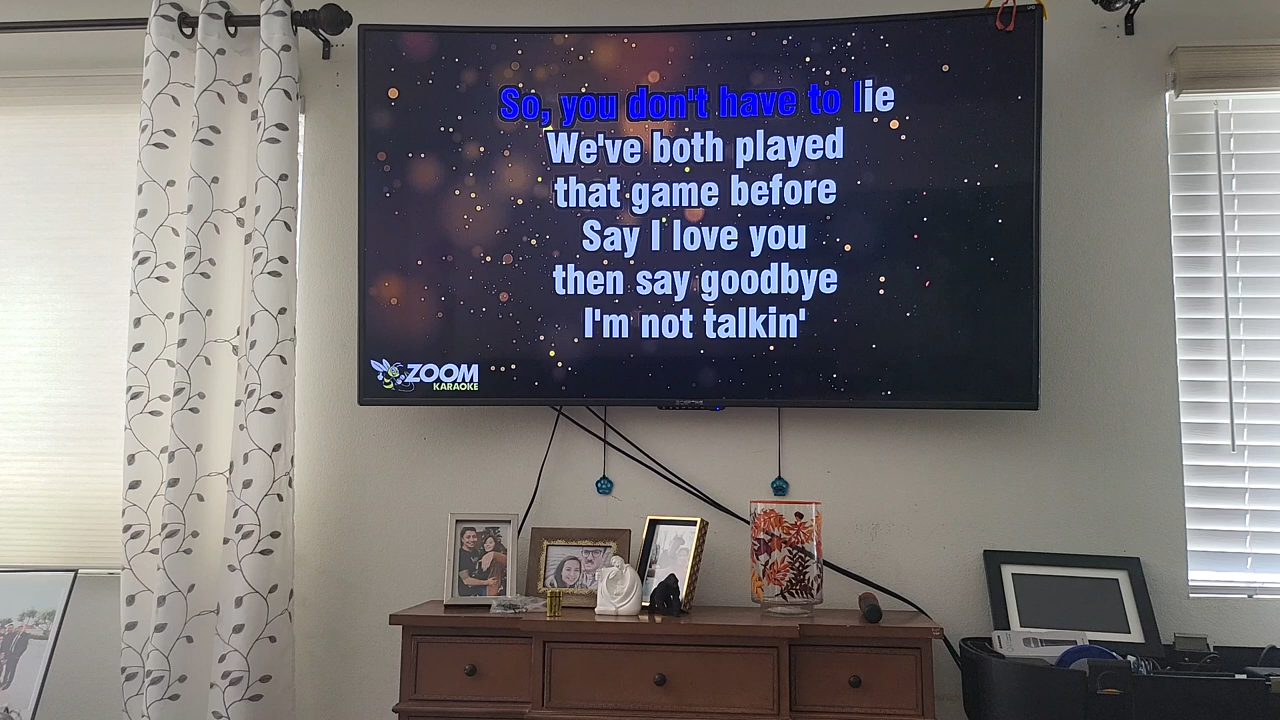 So, you don't have to lie
We've both played
that game before
Say I love you
then say goodbye
I'm not talkin'
ZOOM
KARAOKE